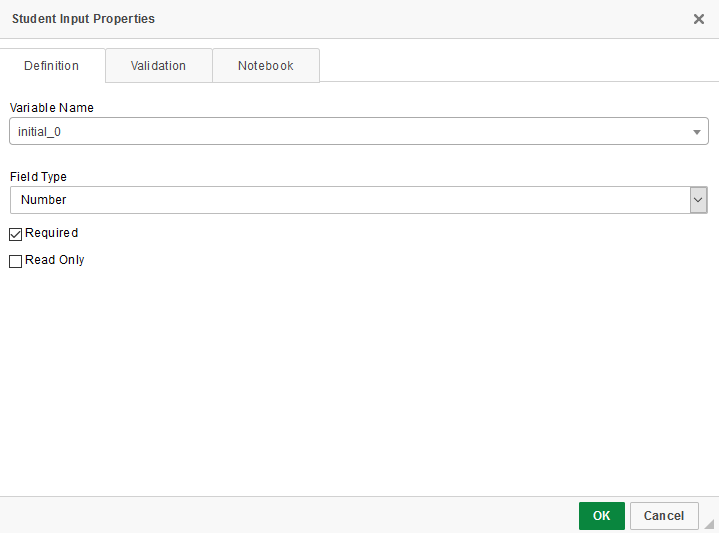 Student Input Properties
Definition Validation Notebook
Variable Name
initial_0
Field Type
Number
Required
Read Only
OK Cancel